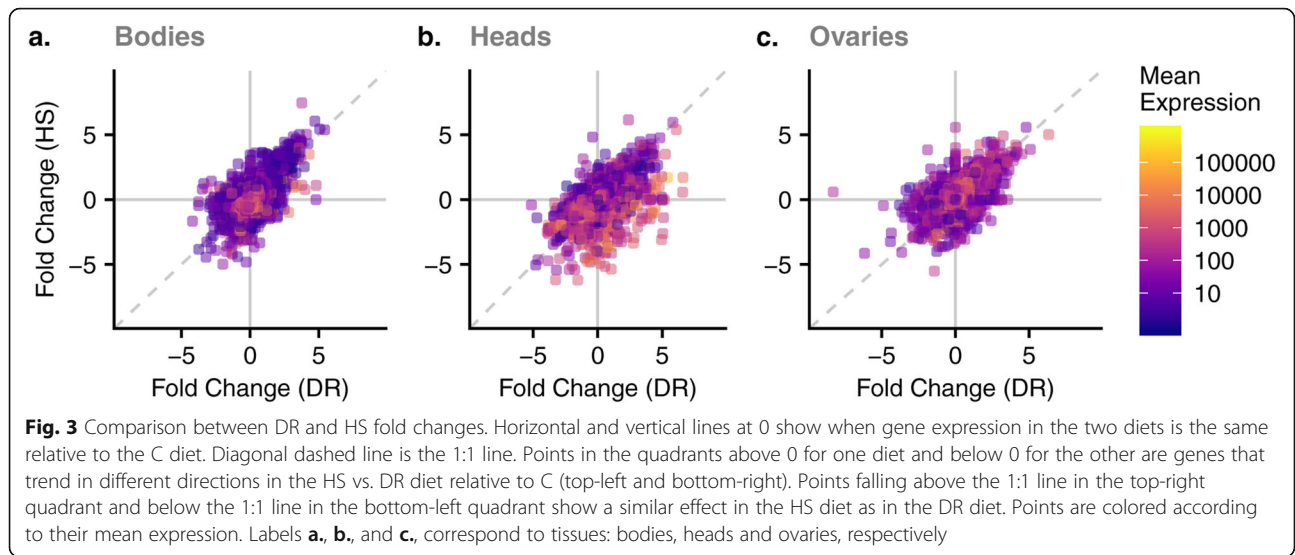 a. Bodies
b. Heads
c. Ovaries
Fold Change (HS)
5
0
−5
−5 0 5
Fold Change (DR)
5
0
−5
−5 0 5
Fold Change (DR)
5
0
−5
−5 0 5
Fold Change (DR)
Mean
Expression
100000
10000
1000
100
10
Fig. 3 Comparison between DR and HS fold changes. Horizontal and vertical lines at 0 show when gene expression in the two diets is the same
relative to the C diet. Diagonal dashed line is the 1:1 line. Points in the quadrants above 0 for one diet and below 0 for the other are genes that
trend in different directions in the HS vs. DR diet relative to C (top-left and bottom-right). Points falling above the 1:1 line in the top-right
quadrant and below the 1:1 line in the bottom-left quadrant show a similar effect in the HS diet as in the DR diet. Points are colored according
to their mean expression. Labels a., b., and c., correspond to tissues: bodies, heads and ovaries, respectively